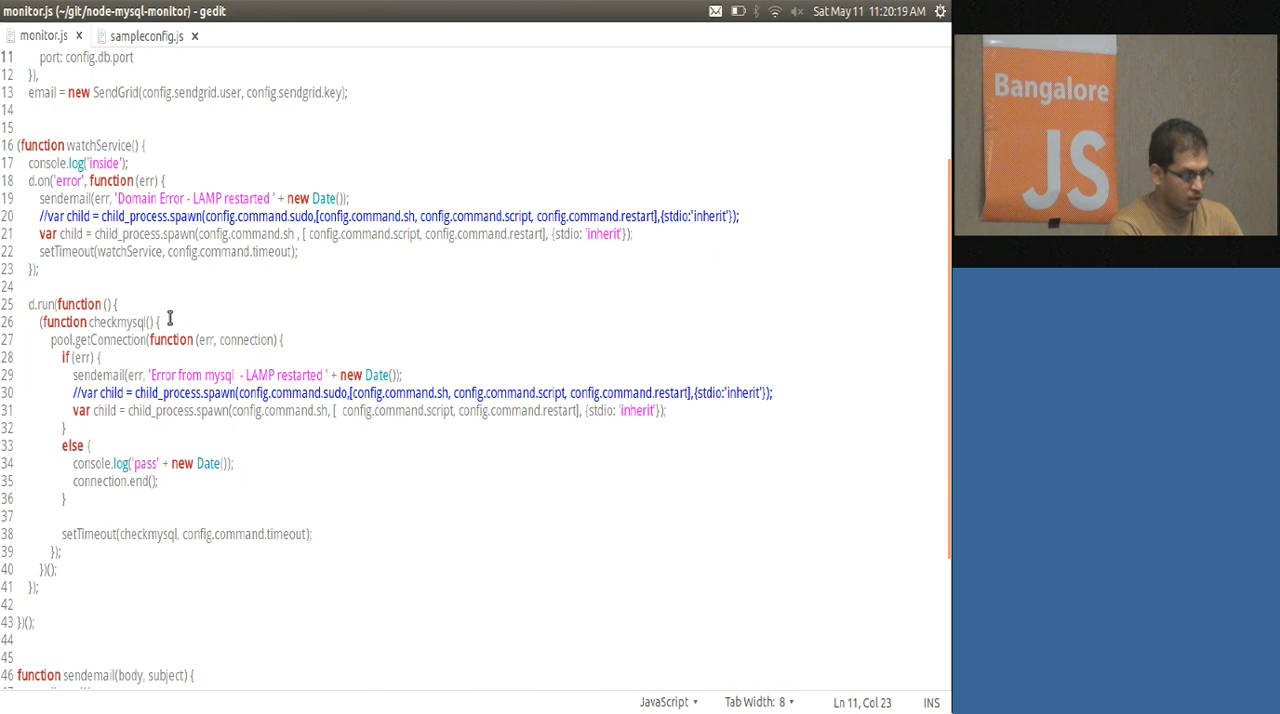 monitor.js (~/git/node-mysql-monitor) - gedit
Sat May 11 11:20:19 AM
monitor.js x
sampleconfig.js x
11 port: config.db.port
12 }),
13 email = new SendGrid(config.sendgrid.user, config.sendgrid.key);
14
15
16 (function watchService() {
17 console.log('inside');
18 d.on('error', function (err) {
19 sendemail(err, 'Domain Error - LAMP restarted ' + new Date());
20 //var child = child_process.spawn(config.command.sudo,[config.command.sh, config.command.script, config.command.restart],{stdio:'inherit'});
21 var child = child_process.spawn(config.command.sh , [ config.command.script, config.command.restart], {stdio: 'inherit'});
22 setTimeout(watchService, config.command.timeout);
23 });
24
25 d.run(function () {
26 (function checkmysql() {
27 pool.getConnection(function (err, connection) {
28 if (err) {
29 sendemail(err, 'Error from mysql  - LAMP restarted ' + new Date());
30 //var child = child_process.spawn(config.command.sudo,[config.command.sh, config.command.script, config.command.restart],{stdio:'inherit'});
31 var child = child_process.spawn(config.command.sh, [  config.command.script, config.command.restart], {stdio: 'inherit'});
32 }
33 else {
34 console.log('pass' + new Date());
35 connection.end();
36 }
37
38 setTimeout(checkmysql, config.command.timeout);
39 });
40 })();
41 });
42
43 })();
44
45
46 function sendemail(body, subject) {
JavaScript
Tab Width: 8
Ln 11, Col 23
INS
Bangalore
JS